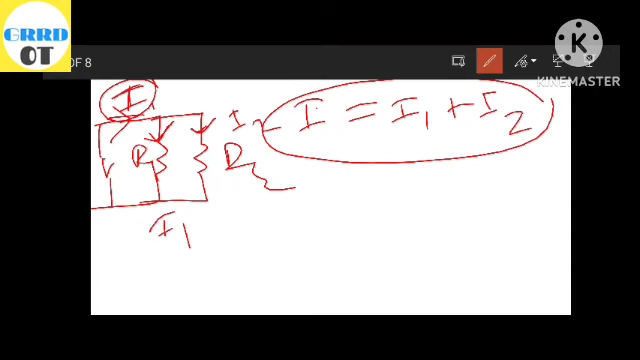 GRRD
OT
OF 8
K
KINEMASTER
I
I = I1 + I2
I
R
R
I1